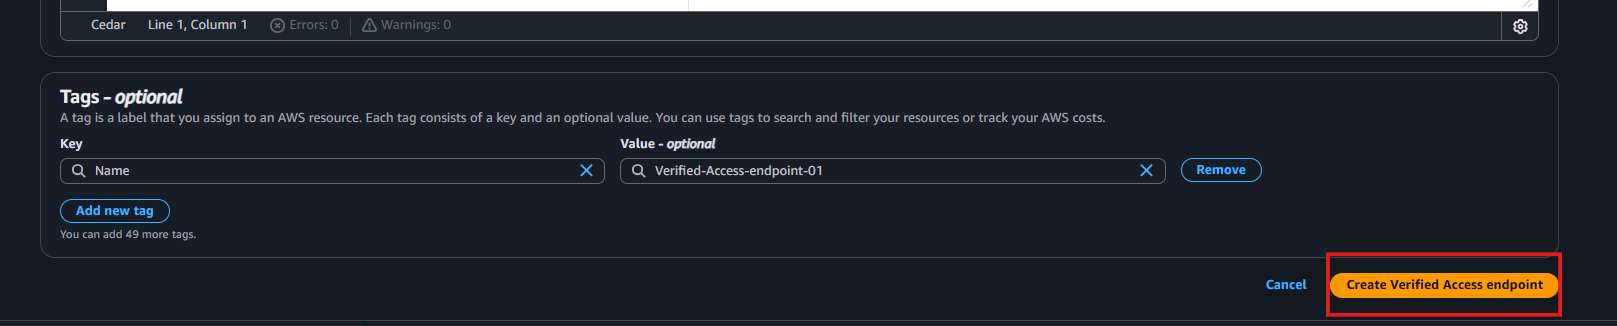 Cedar Line 1, Column 1 Errors: 0 Warnings: 0
Tags - optional
A tag is a label that you assign to an AWS resource. Each tag consists of a key and an optional value. You can use tags to search and filter your resources or track your AWS costs.
Key Value - optional
Name Verified-Access-endpoint-01 Remove
Add new tag
You can add 49 more tags.
Cancel Create Verified Access endpoint